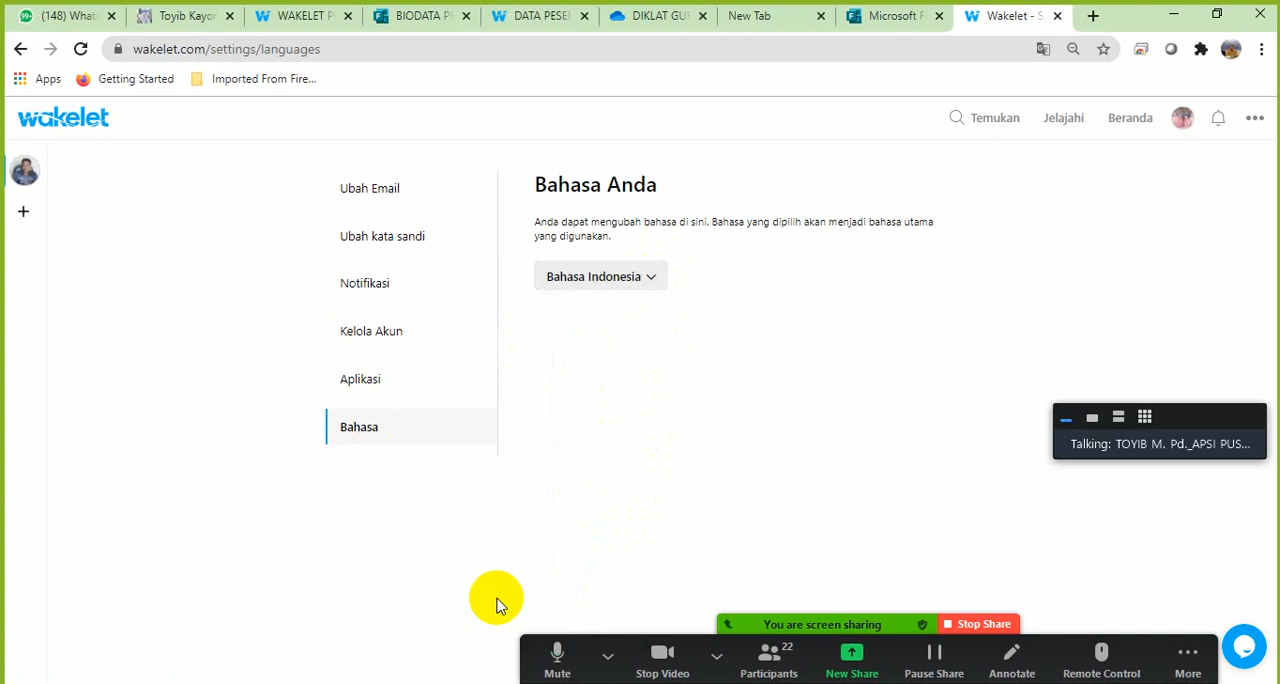 99+ (148) Whats
Toyib Kayon
WAKELET P
BIODATA PE
DATA PESE
DIKLAT GU
New Tab
Microsoft F
Wakelet - S
wakelet.com/settings/languages
Apps
Getting Started
Imported From Fire...
wakelet
Temukan
Jelajahi
Beranda
Ubah Email
Ubah kata sandi
Notifikasi
Kelola Akun
Aplikasi
Bahasa
Bahasa Anda
Anda dapat mengubah bahasa di sini. Bahasa yang dipilih akan menjadi bahasa utama
yang digunakan.
Bahasa Indonesia
Talking: TOYIB M. Pd._APSI PUS...
You are screen sharing
Stop Share
Mute
Stop Video
Participants
22
New Share
Pause Share
Annotate
Remote Control
More